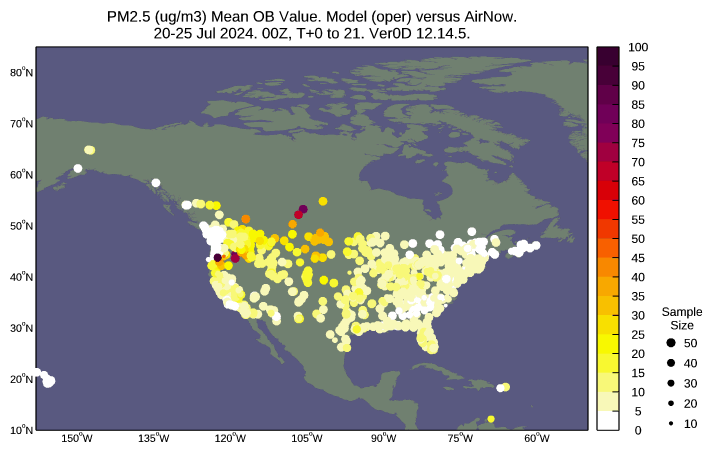 PM2.5 (ug/m3) Mean OB Value. Model (oper) versus AirNow.
20-25 Jul 2024. 00Z, T+0 to 21. Ver0D 12.14.5.
80°N
70°N
60°N
50°N
40°N
30°N
20°N
10°N
150°W 135°W 120°W 105°W 90°W 75°W 60°W
100
95
90
85
80
75
70
65
60
55
50
45
40
35
30
25
20
15
10
5
0
Sample
Size
50
40
30
20
10